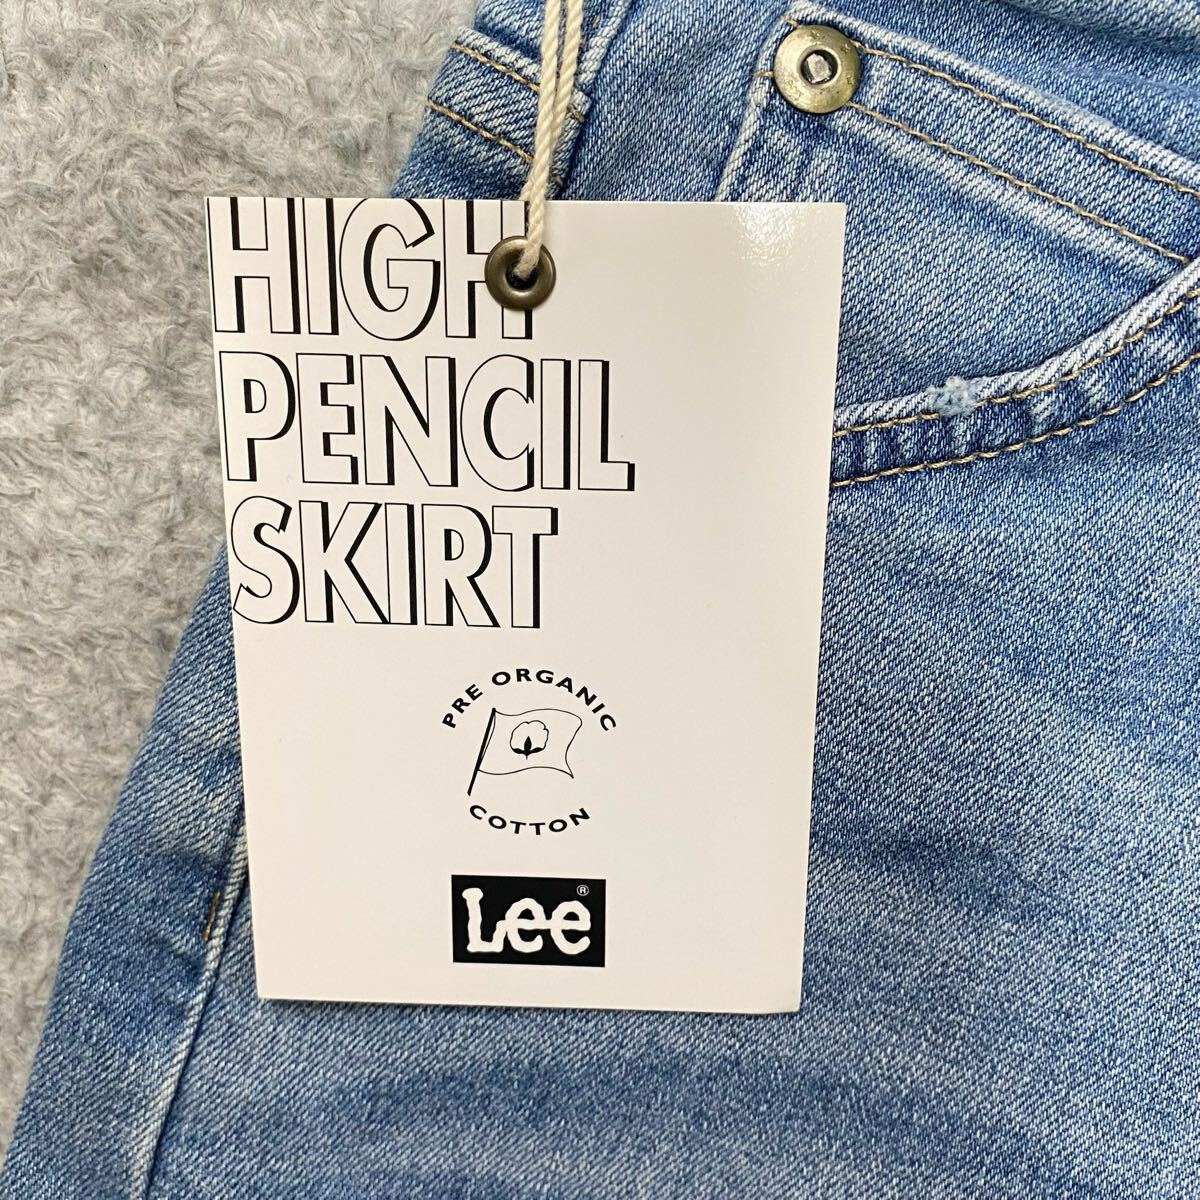 HIGH
PENCIL
SKIRT
PRE ORGANIC
COTTON
Lee®